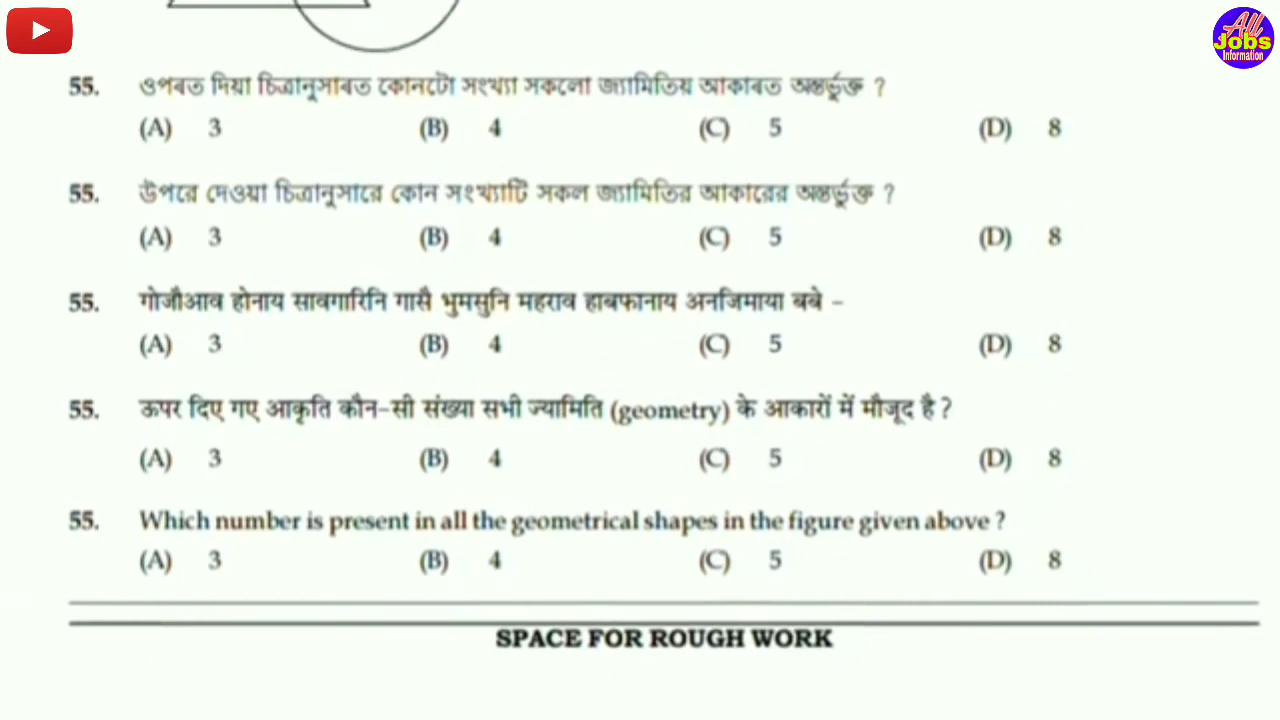 All
Jobs
Information
55. ওপৰত দিয়া চিত্ৰানুসাৰত কোনটো সংখ্যা সকলো জ্যামিতিয় আকাৰত অন্তৰ্ভুক্ত ?
(A) 3 (B) 4 (C) 5 (D) 8
55. উপরে দেওয়া চিত্রানুসারে কোন সংখ্যাটি সকল জ্যামিতির আকারের অন্তর্ভুক্ত ?
(A) 3 (B) 4 (C) 5 (D) 8
55. गोजौआव होनाय सावगारिनि गासै भुमसुनि महराव हाबफानाय अनजिमाया बबे –
(A) 3 (B) 4 (C) 5 (D) 8
55. ऊपर दिए गए आकृति कौन-सी संख्या सभी ज्यामिति (geometry) के आकारों में मौजूद है ?
(A) 3 (B) 4 (C) 5 (D) 8
55. Which number is present in all the geometrical shapes in the figure given above ?
(A) 3 (B) 4 (C) 5 (D) 8
SPACE FOR ROUGH WORK